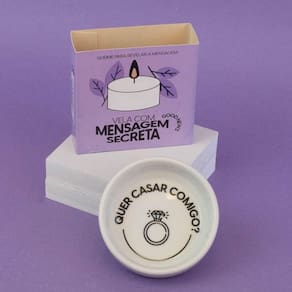 QUEIME PARA REVELAR A MENSAGEM
VELA COM
MENSAGEM
SECRETA
QUER CASAR COMIGO?